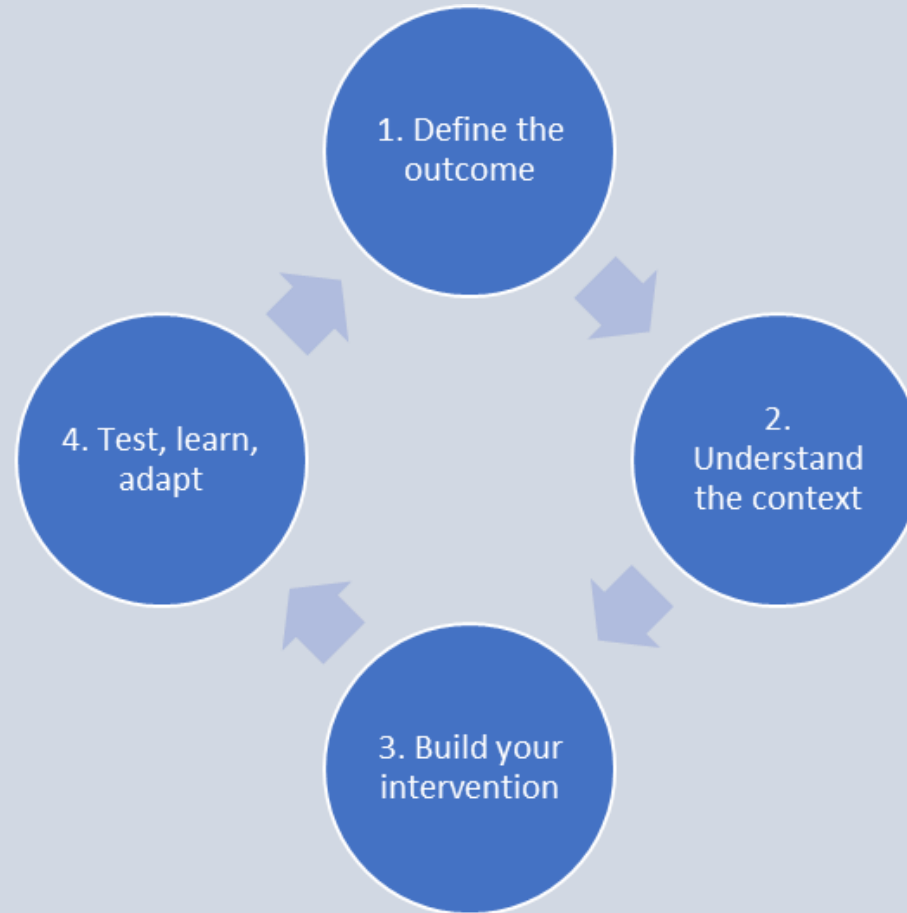 1. Define the
outcome
2.
Understand
the context
3. Build your
intervention
4. Test, learn,
adapt